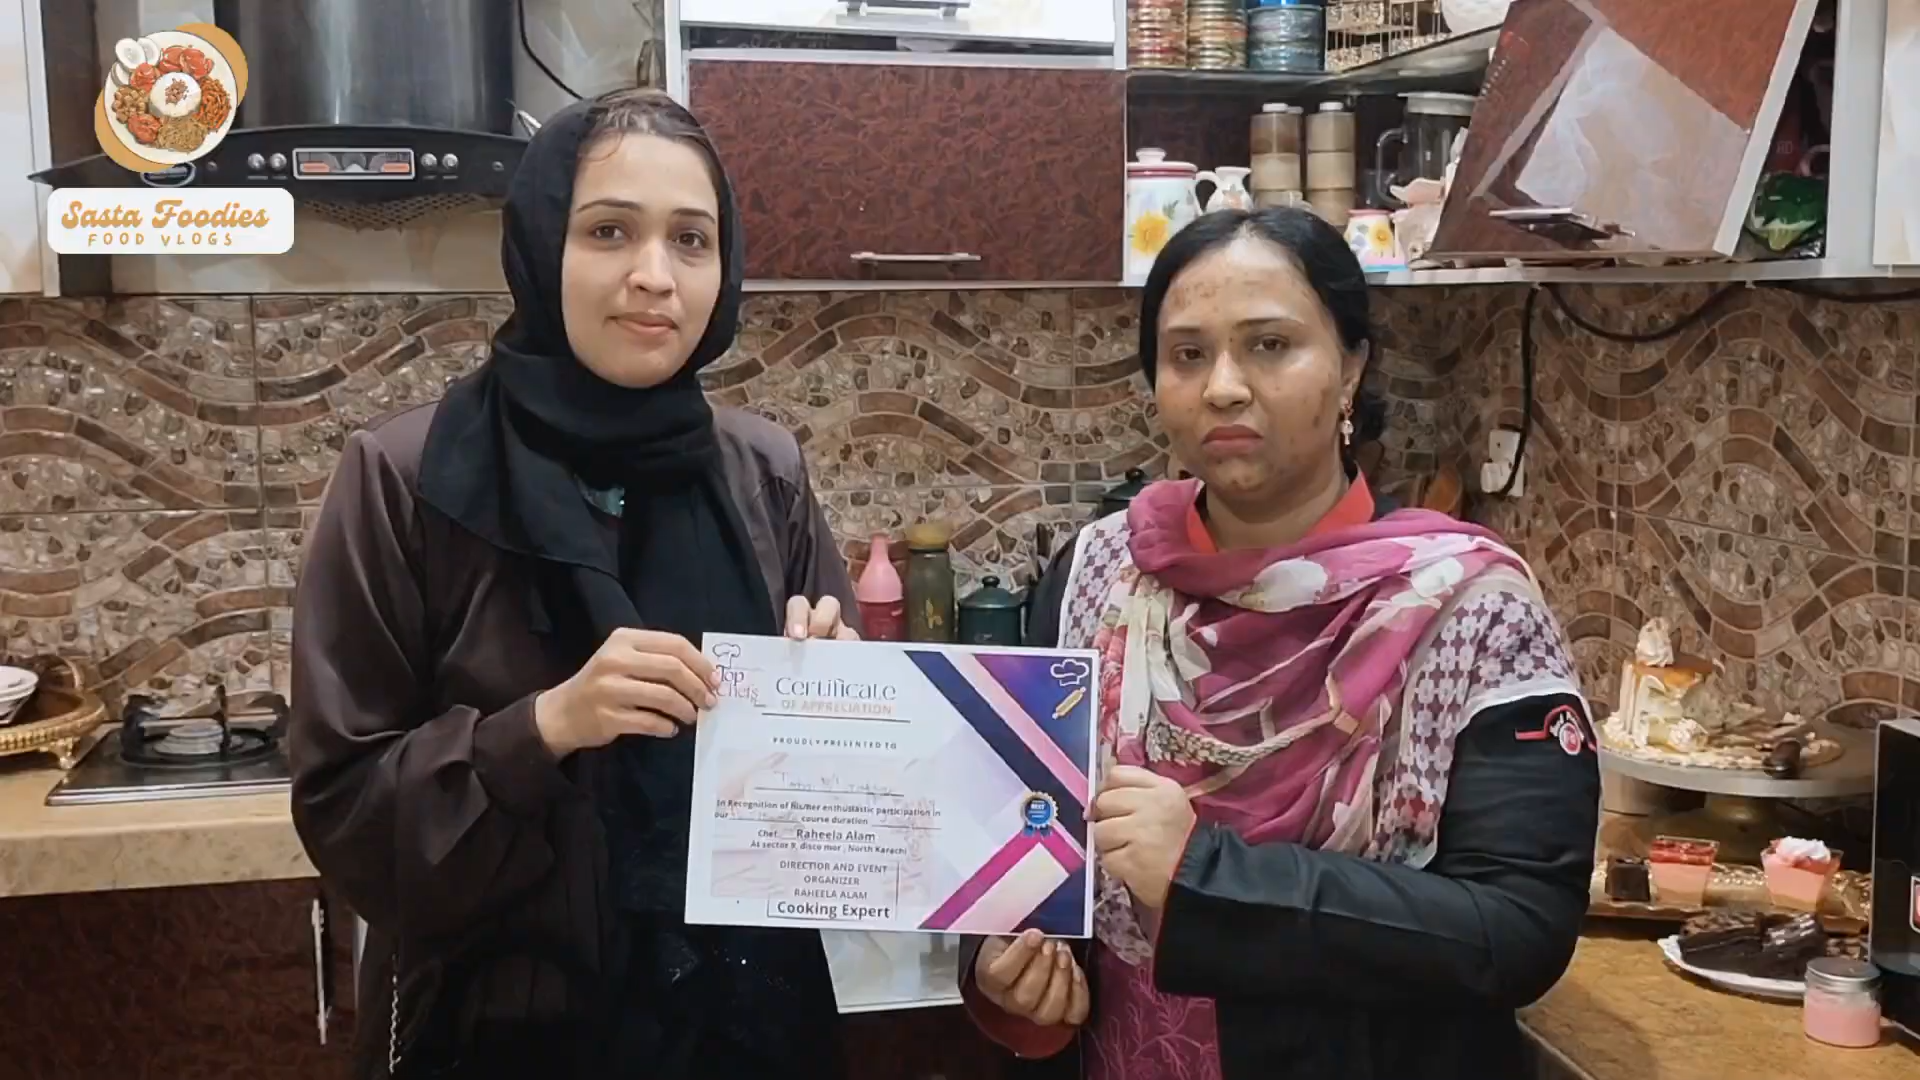 Sasta Foodies
FOOD VLOGS
Top
Chefs
Certificate
OF APPRECIATION
PROUDLY PRESENTED TO
In Recognition of his/her enthusiastic participation in
our course duration
Chef. Raheela Alam
At sector 9, disco mor, North Karachi
BEST
DIRECTIOR AND EVENT
ORGANIZER
RAHEELA ALAM
Cooking Expert